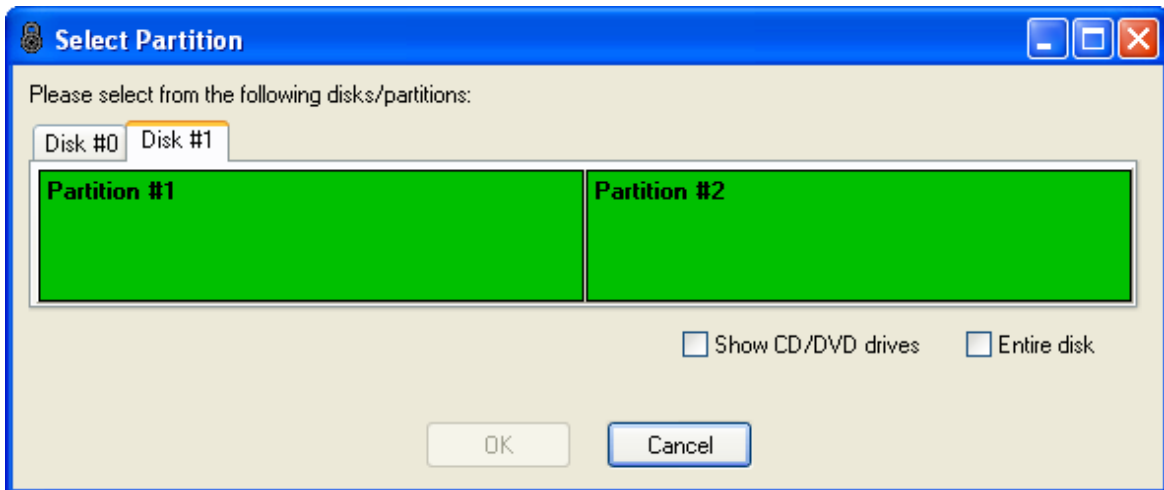 Select Partition
Please select from the following disks/partitions:
Disk #0 Disk #1
Partition #1 Partition #2
Show CD/DVD drives Entire disk
OK Cancel